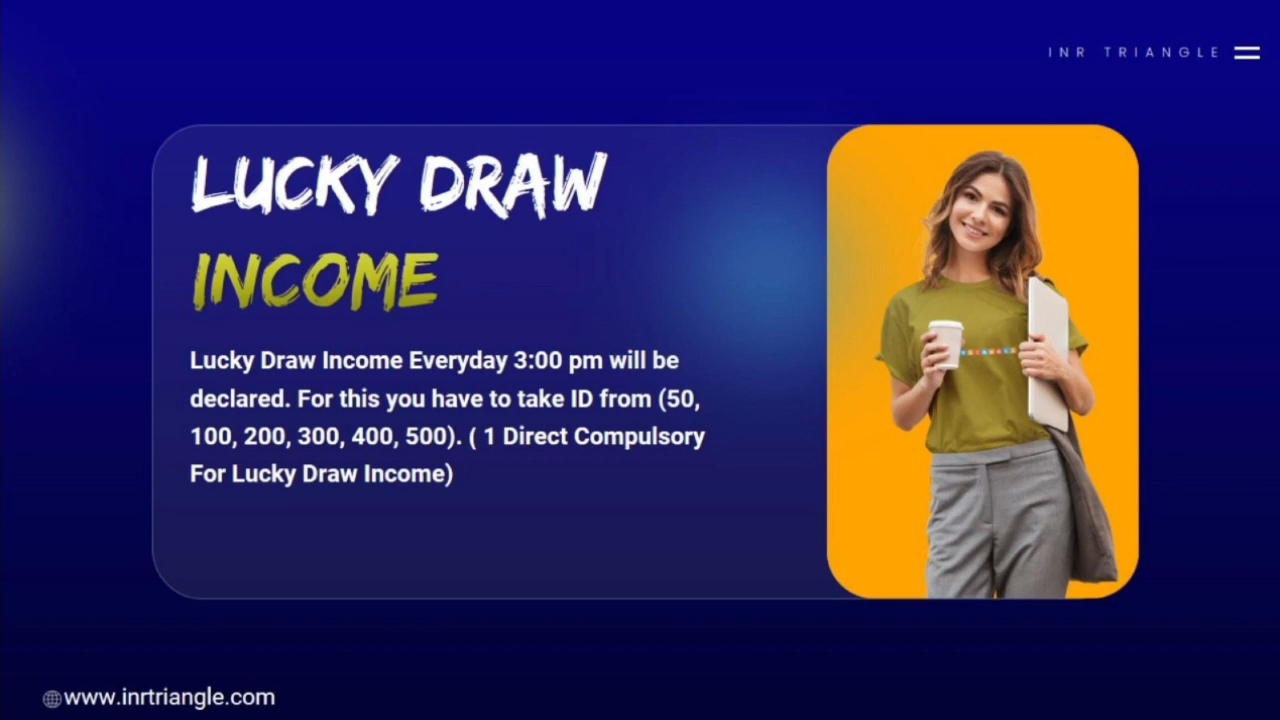 INR TRIANGLE
LUCKY DRAW
INCOME
Lucky Draw Income Everyday 3:00 pm will be
declared. For this you have to take ID from (50,
100, 200, 300, 400, 500). ( 1 Direct Compulsory
For Lucky Draw Income)
www.inrtriangle.com